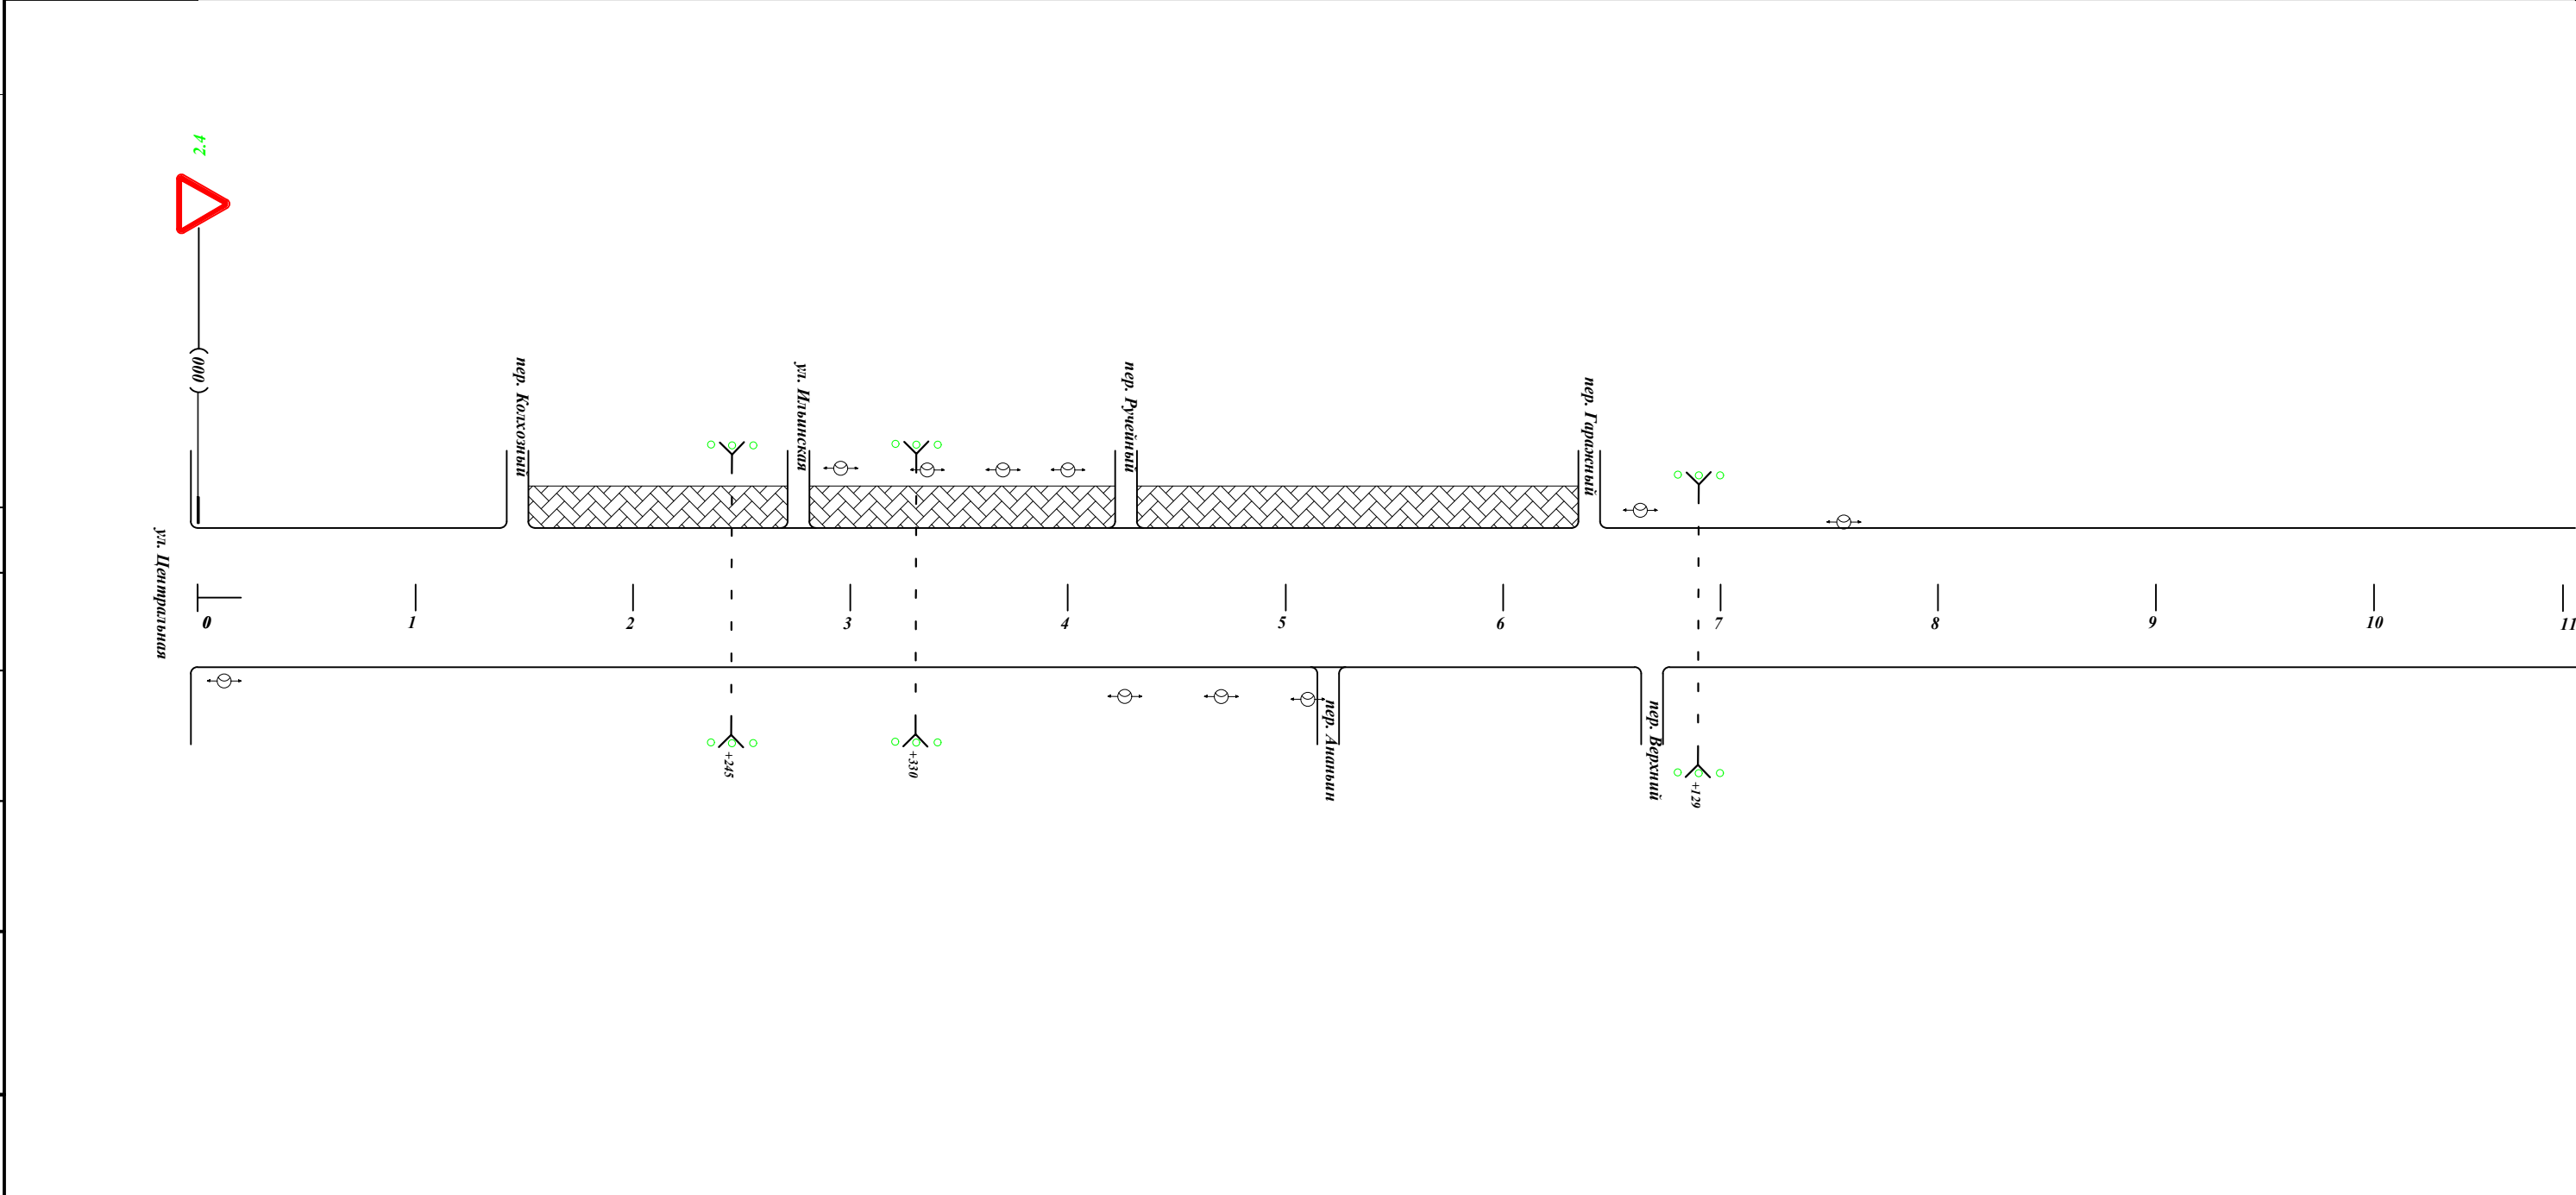 2.4
( 000 )
пер. Колхозный
ул. Ильинская
пер. Ручейный
пер. Гаражный
ул. Центральная
0
1
2
3
4
5
6
7
8
9
10
11
+245
+330
пер. Ананьин
пер. Верхний
+129